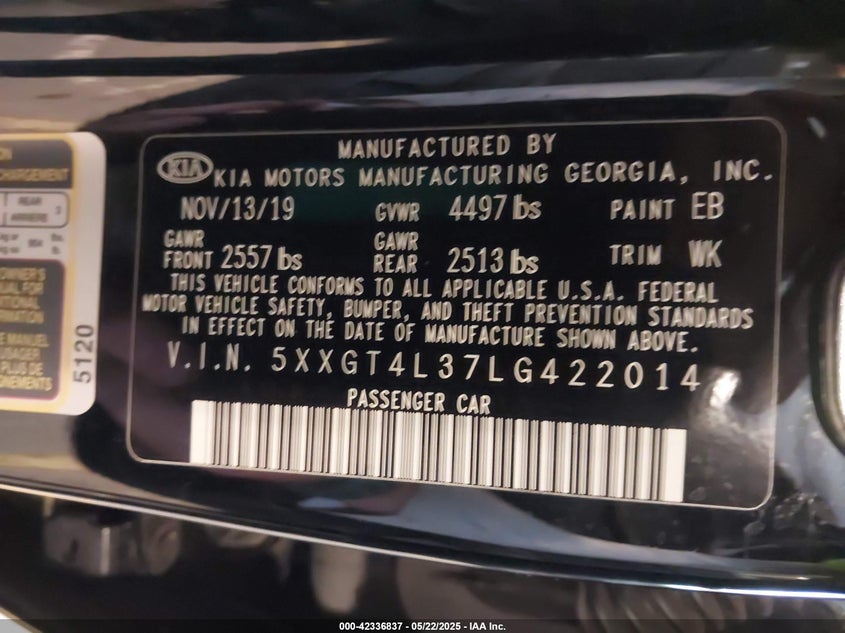 MANUFACTURED BY
KIA KIA MOTORS MANUFACTURING GEORGIA, INC.
NOV/13/19 GVWR 4497 lbs PAINT EB
GAWR FRONT 2557 lbs GAWR REAR 2513 lbs TRIM WK
THIS VEHICLE CONFORMS TO ALL APPLICABLE U.S.A. FEDERAL
MOTOR VEHICLE SAFETY, BUMPER, AND THEFT PREVENTION STANDARDS
IN EFFECT ON THE DATE OF MANUFACTURE SHOWN ABOVE.
V.I.N. 5XXGT4L37LG422014
PASSENGER CAR
REAR
ARRIERE 3
5120
000-42336837 - 05/22/2025 - IAA Inc.